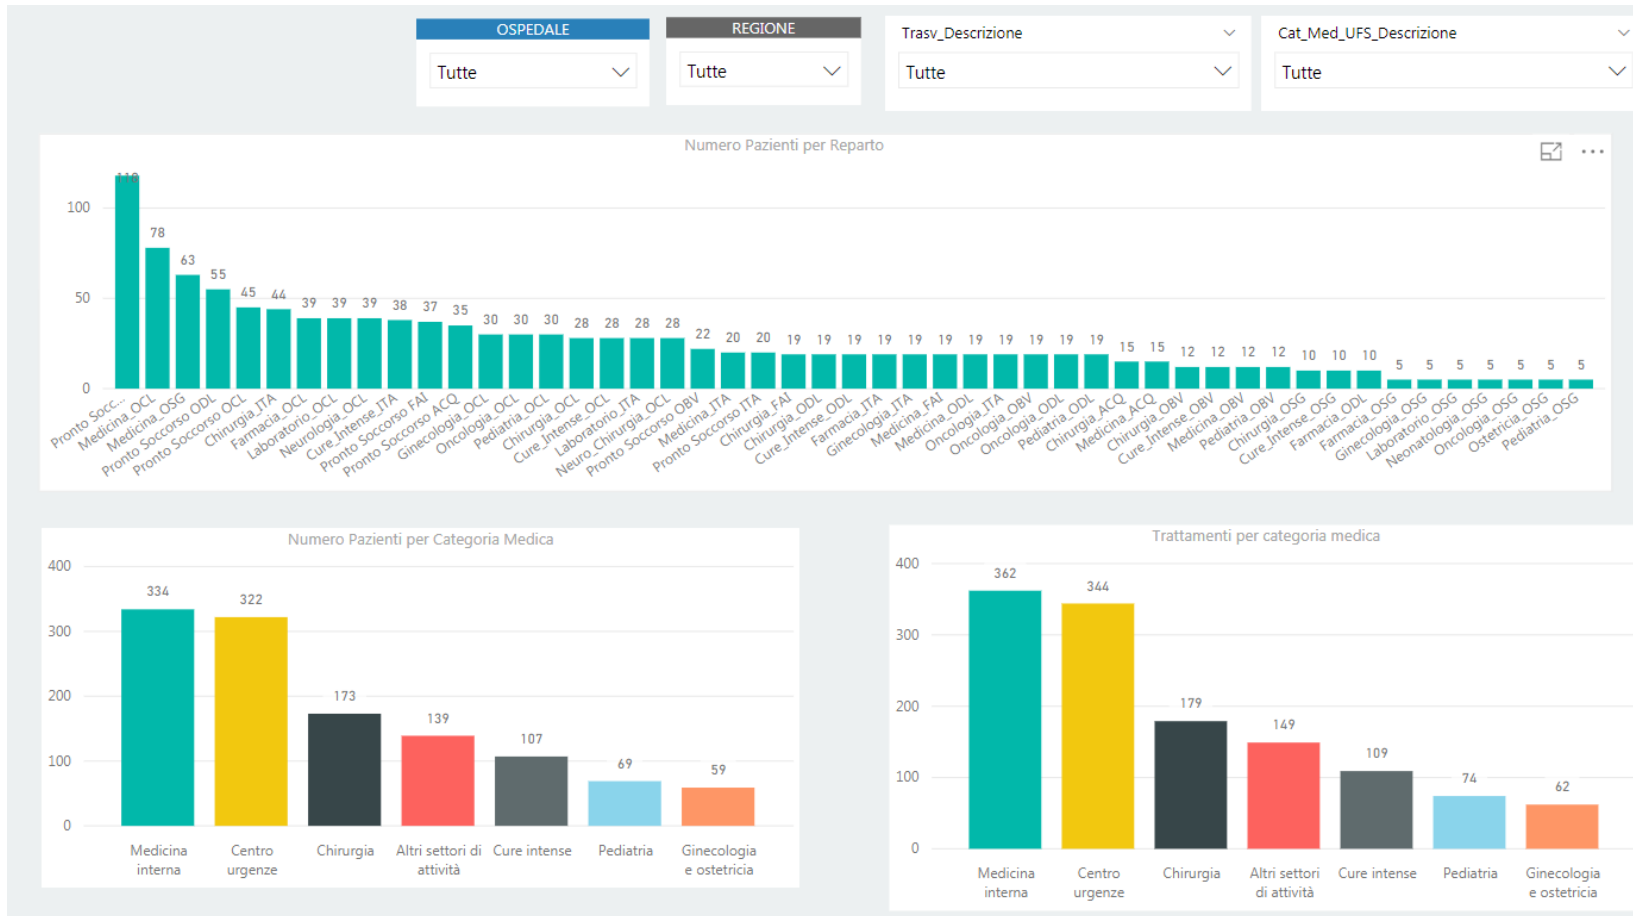 OSPEDALE
REGIONE
Trasv_Descrizione
Cat_Med_UFS_Descrizione
Tutte
Tutte
Tutte
Tutte
Numero Pazienti per Reparto
118
100
78
63
55
50
45
44
39
39
39
38
37
35
30
30
30
28
28
28
28
22
20
20
19
19
19
19
19
19
19
19
19
19
19
15
15
12
12
12
12
10
10
10
5
5
5
5
5
5
5
0
Pronto Socc...
Medicina_OCL
Medicina_OSG
Pronto Soccorso ODL
Pronto Soccorso OCL
Chirurgia_ITA
Farmacia_OCL
Laboratorio_OCL
Neurologia_OCL
Cure_Intense_ITA
Pronto Soccorso FAI
Pronto Soccorso ACQ
Ginecologia_OCL
Oncologia_OCL
Pediatria_OCL
Chirurgia_OCL
Cure_Intense_OCL
Laboratorio_ITA
Neuro_Chirurgia_OCL
Pronto Soccorso OBV
Medicina_ITA
Pronto Soccorso ITA
Chirurgia_FAI
Chirurgia_ODL
Cure_Intense_ODL
Farmacia_ITA
Ginecologia_ITA
Medicina_FAI
Medicina_ODL
Oncologia_ITA
Oncologia_OBV
Oncologia_ODL
Pediatria_ODL
Chirurgia_ACQ
Medicina_ACQ
Chirurgia_OBV
Cure_Intense_OBV
Medicina_OBV
Pediatria_OBV
Chirurgia_OSG
Cure_Intense_OSG
Farmacia_ODL
Farmacia_OSG
Ginecologia_OSG
Laboratorio_OSG
Neonatologia_OSG
Oncologia_OSG
Ostetricia_OSG
Pediatria_OSG
Numero Pazienti per Categoria Medica
400
334
322
300
200
173
139
107
100
69
59
0
Medicina
interna
Centro
urgenze
Chirurgia
Altri settori di
attività
Cure intense
Pediatria
Ginecologia
e ostetricia
Trattamenti per categoria medica
400
362
344
300
200
179
149
109
100
74
62
0
Medicina
interna
Centro
urgenze
Chirurgia
Altri settori
di attività
Cure intense
Pediatria
Ginecologia
e ostetricia